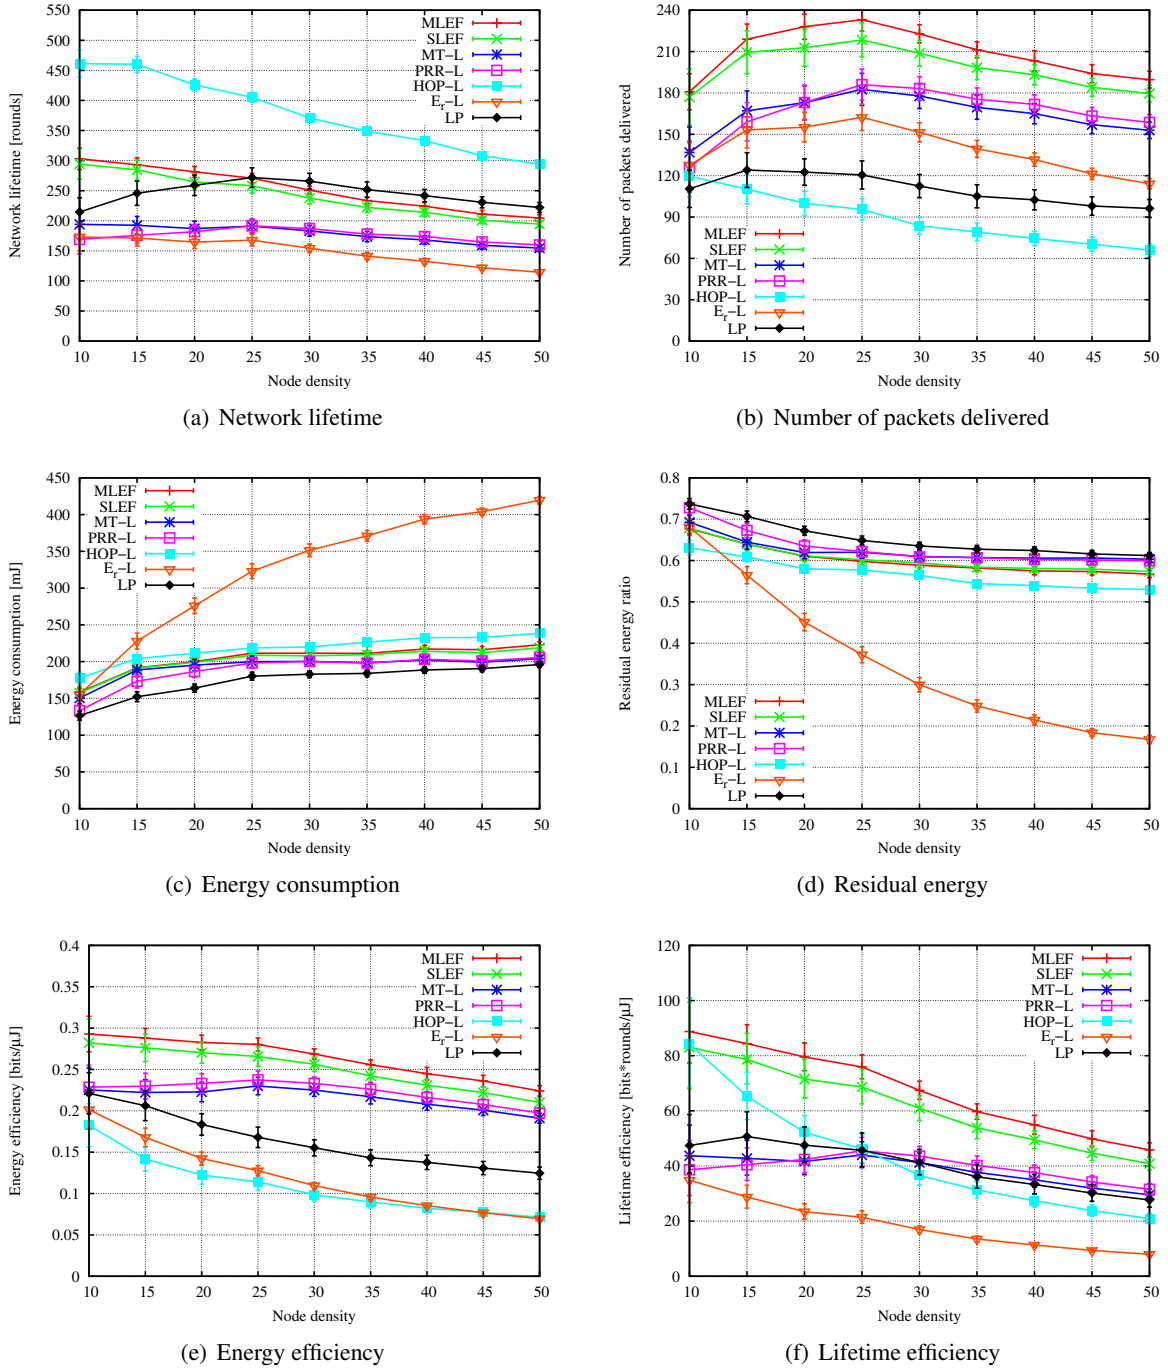 550
500
450
400
350
300
250
200
150
100
50
0
10 15 20 25 30 35 40 45 50
Network lifetime [rounds]
Node density
MLEF
SLEF
MT-L
PRR-L
HOP-L
Er-L
LP
(a) Network lifetime
240
210
180
150
120
90
60
30
0
10 15 20 25 30 35 40 45 50
Number of packets delivered
Node density
MLEF
SLEF
MT-L
PRR-L
HOP-L
Er-L
LP
(b) Number of packets delivered
450
400
350
300
250
200
150
100
50
0
10 15 20 25 30 35 40 45 50
Energy consumption [mJ]
Node density
MLEF
SLEF
MT-L
PRR-L
HOP-L
Er-L
LP
(c) Energy consumption
0.8
0.7
0.6
0.5
0.4
0.3
0.2
0.1
0
10 15 20 25 30 35 40 45 50
Residual energy ratio
Node density
MLEF
SLEF
MT-L
PRR-L
HOP-L
Er-L
LP
(d) Residual energy
0.4
0.35
0.3
0.25
0.2
0.15
0.1
0.05
0
10 15 20 25 30 35 40 45 50
Energy efficiency [bits/μJ]
Node density
MLEF
SLEF
MT-L
PRR-L
HOP-L
Er-L
LP
(e) Energy efficiency
120
100
80
60
40
20
0
10 15 20 25 30 35 40 45 50
Lifetime efficiency [bits*rounds/μJ]
Node density
MLEF
SLEF
MT-L
PRR-L
HOP-L
Er-L
LP
(f) Lifetime efficiency